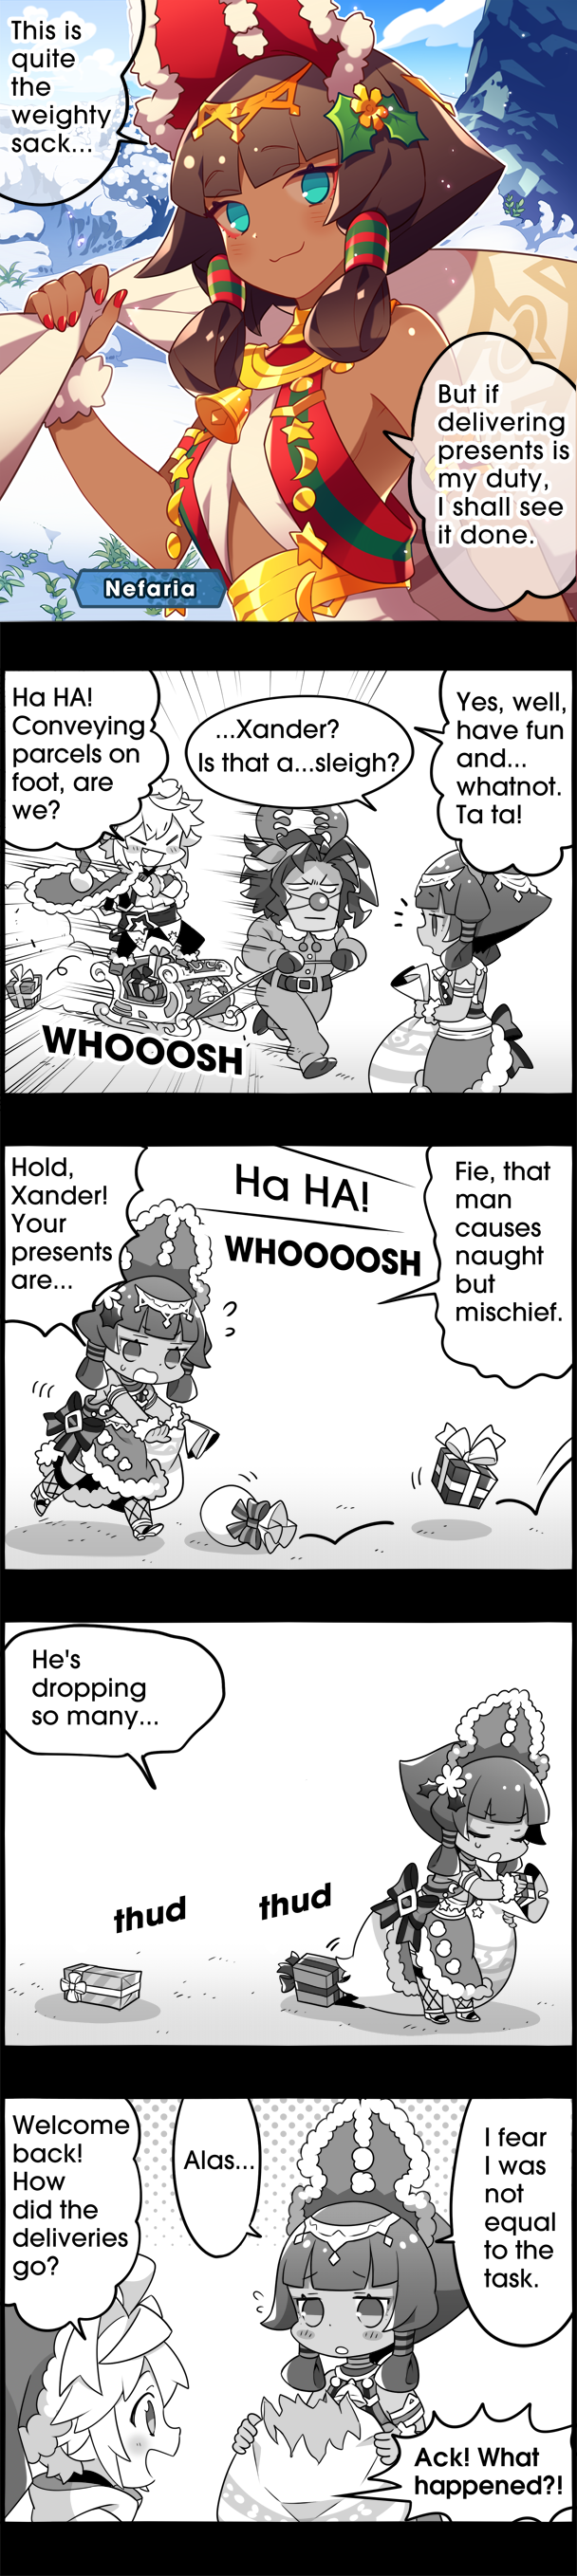 This is
quite
the
weighty
sack...
But if
delivering
presents is
my duty,
I shall see
it done.
Nefaria
Ha HA!
Conveying
parcels on
foot, are
we?
...Xander?
Is that a...sleigh?
Yes, well,
have fun
and...
whatnot.
Ta ta!
WHOOOSH
Hold,
Xander!
Your
presents
are...
Ha HA!
WHOOOOSH
Fie, that
man
causes
naught
but
mischief.
He's
dropping
so many...
thud
thud
Welcome
back!
How
did the
deliveries
go?
Alas...
I fear
I was
not
equal
to the
task.
Ack! What
happened?!